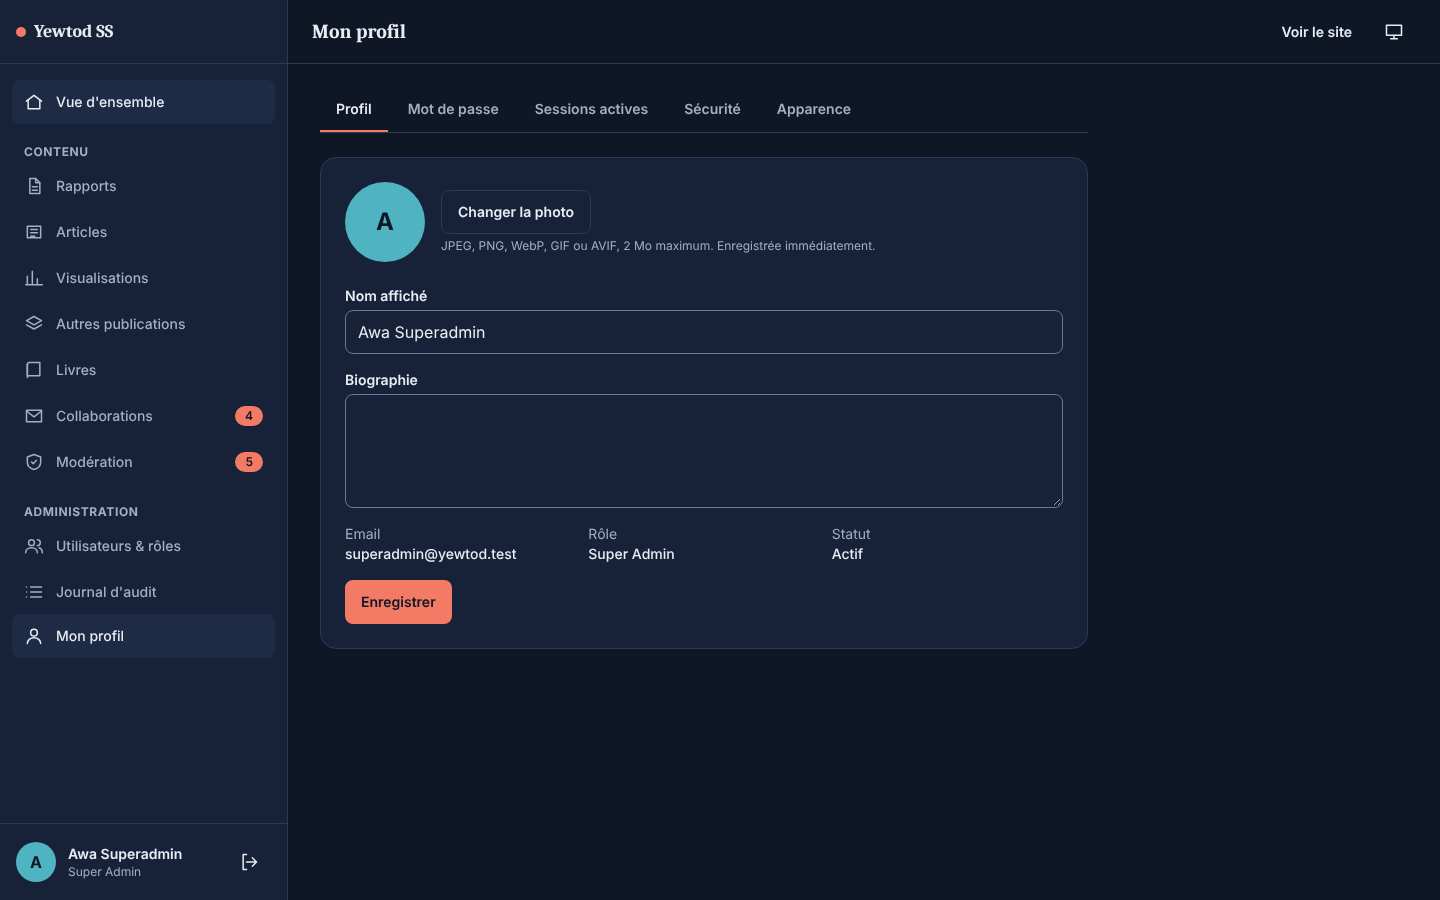 Yewtod SS
Mon profil
Voir le site
Vue d'ensemble
CONTENU
Rapports
Articles
Visualisations
Autres publications
Livres
Collaborations 4
Modération 5
ADMINISTRATION
Utilisateurs & rôles
Journal d'audit
Mon profil
A
Awa Superadmin
Super Admin
Profil Mot de passe Sessions actives Sécurité Apparence
A
Changer la photo
JPEG, PNG, WebP, GIF ou AVIF, 2 Mo maximum. Enregistrée immédiatement.
Nom affiché
Awa Superadmin
Biographie
Email Rôle Statut
superadmin@yewtod.test Super Admin Actif
Enregistrer